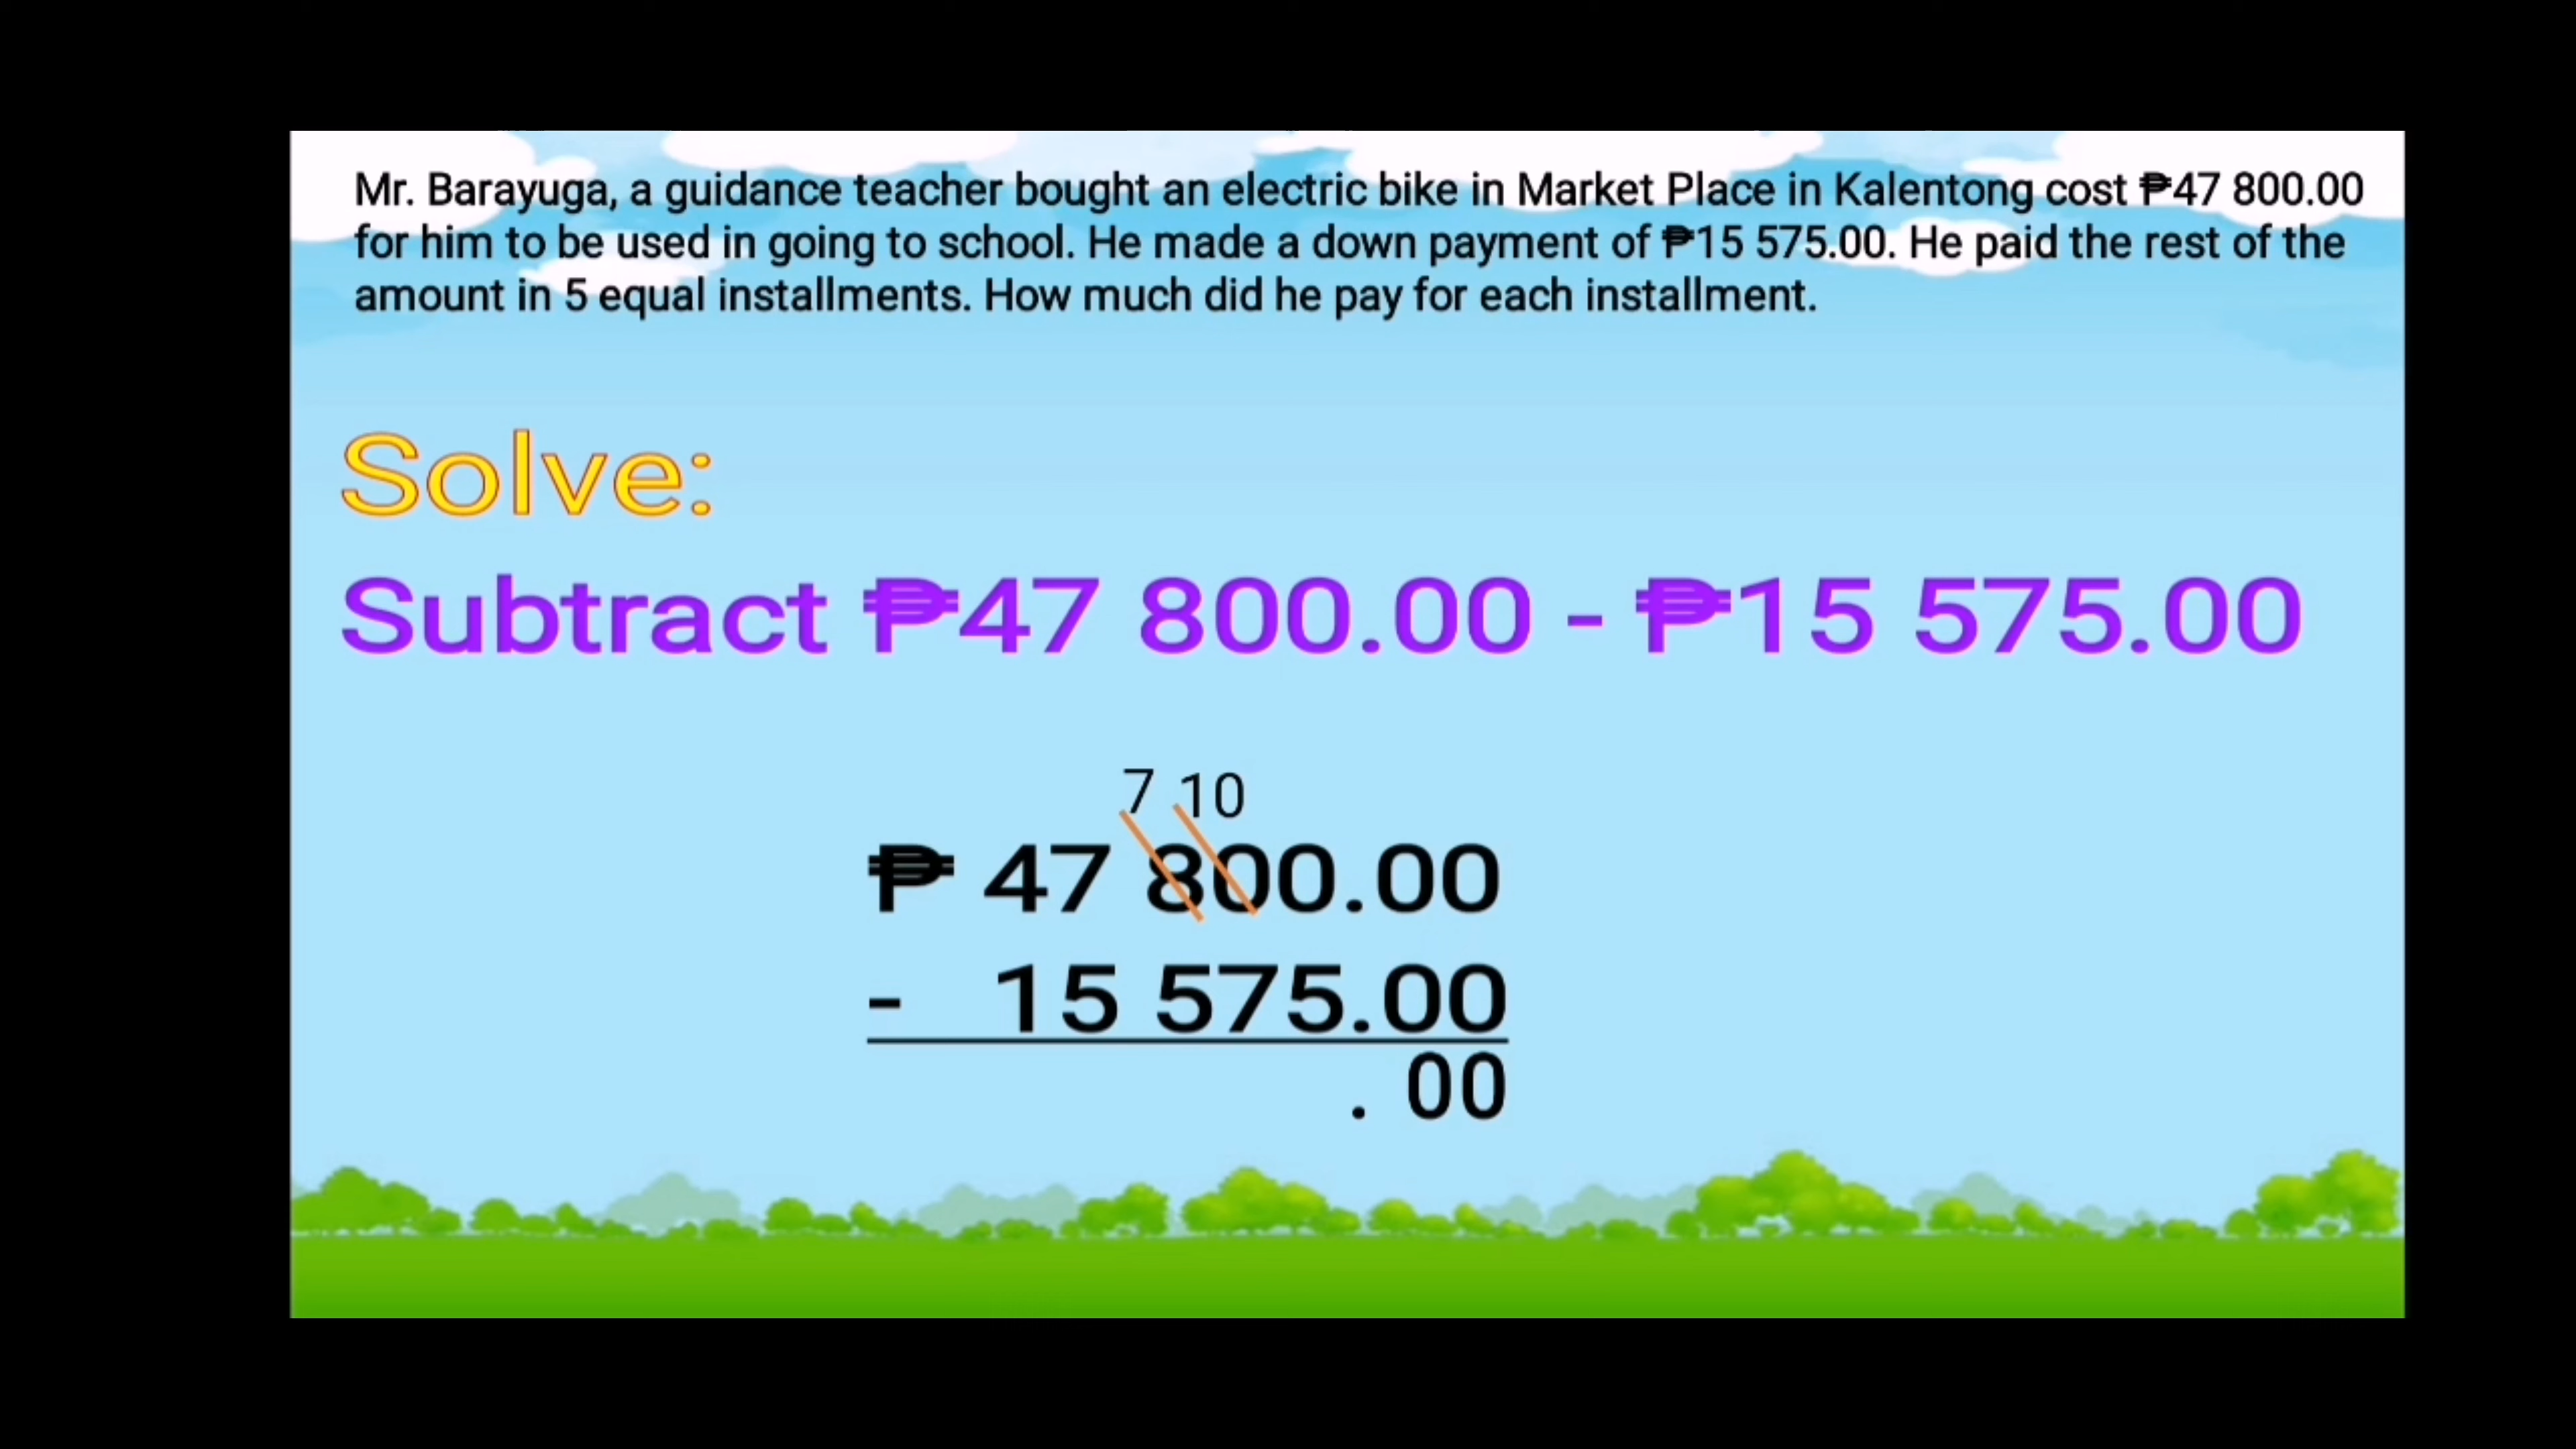 Mr. Barayuga, a guidance teacher bought an electric bike in Market Place in Kalentong cost ₱47 800.00
for him to be used in going to school. He made a down payment of ₱15 575.00. He paid the rest of the
amount in 5 equal installments. How much did he pay for each installment.
Solve:
Subtract ₱47 800.00 - ₱15 575.00
7 10
₱ 47 800.00
- 15 575.00
. 00